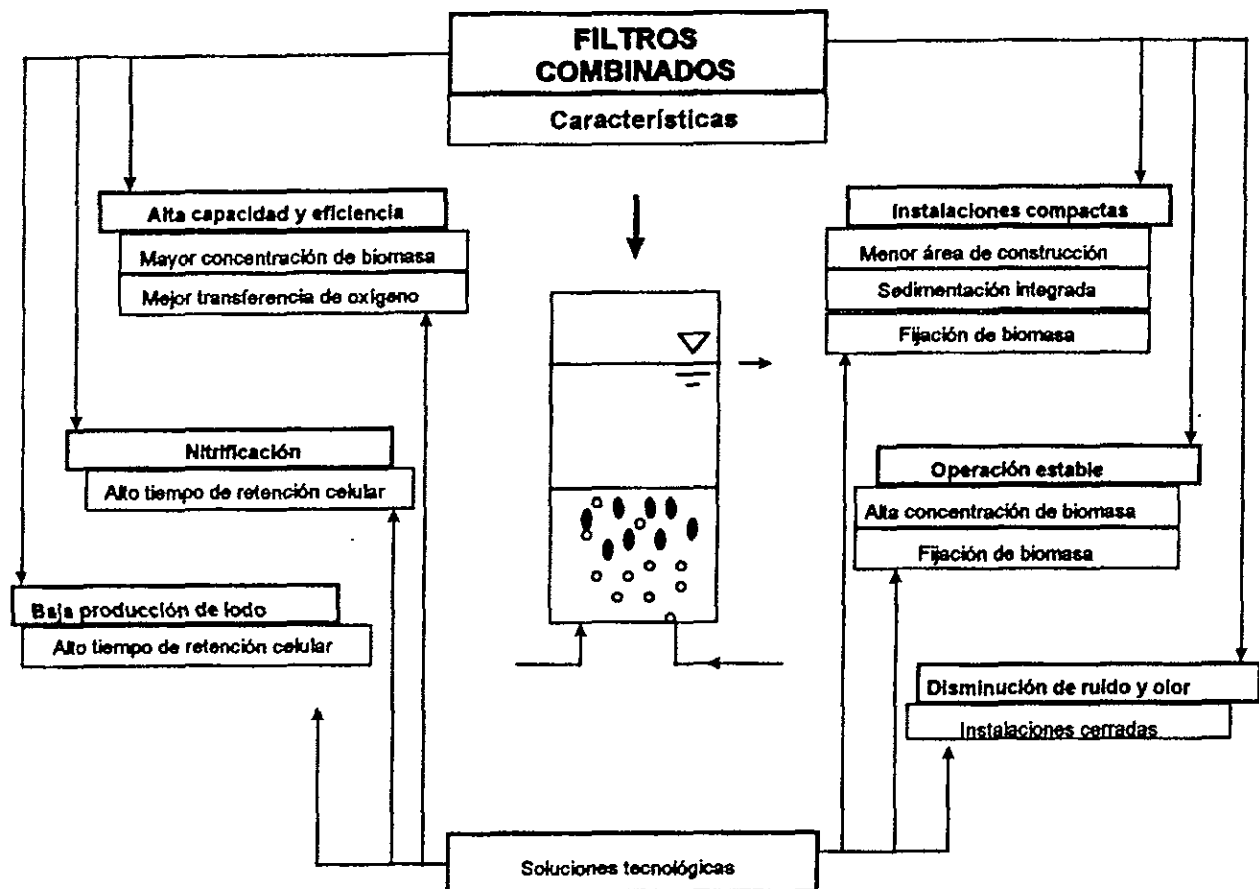 FILTROS
COMBINADOS
Características
Alta capacidad y eficiencia
Mayor concentración de biomasa
Mejor transferencia de oxígeno
Nitrificación
Alto tiempo de retención celular
Baja producción de lodo
Alto tiempo de retención celular
Instalaciones compactas
Menor área de construcción
Sedimentación integrada
Fijación de biomasa
Operación estable
Alta concentración de biomasa
Fijación de biomasa
Disminución de ruido y olor
Instalaciones cerradas
Soluciones tecnológicas